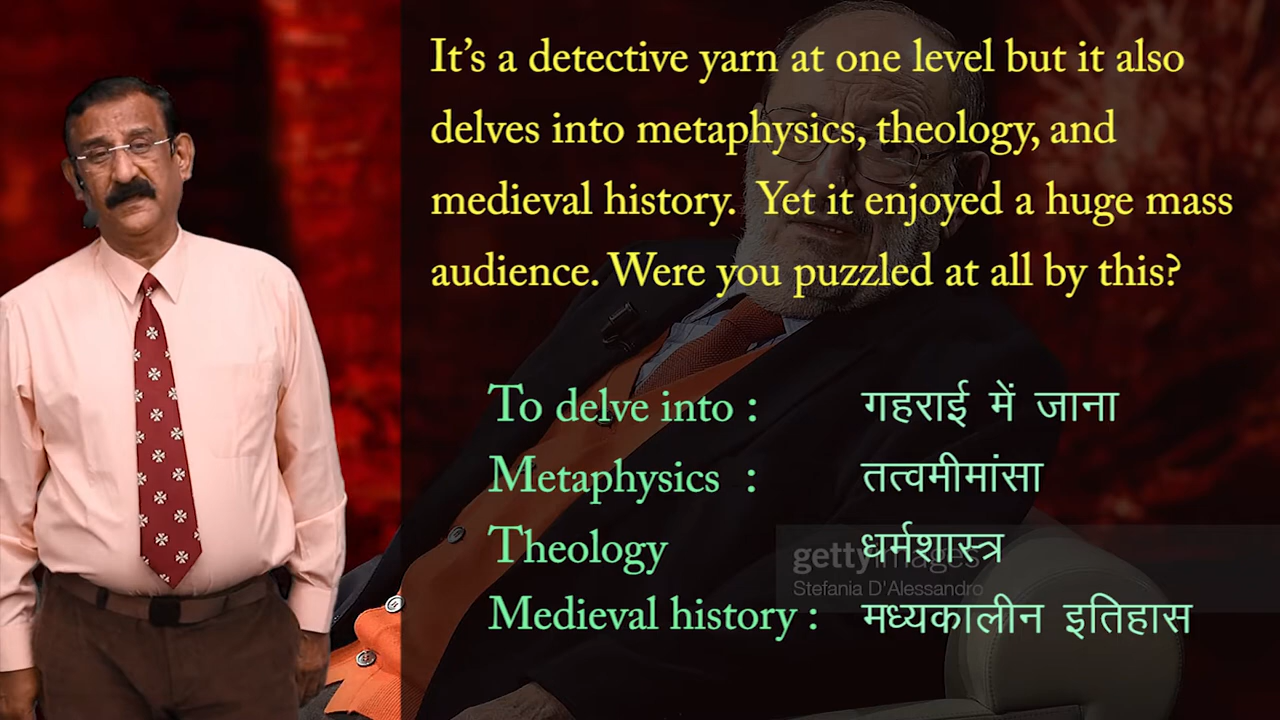 It's a detective yarn at one level but it also
delves into metaphysics, theology, and
medieval history. Yet it enjoyed a huge mass
audience. Were you puzzled at all by this?
To delve into : गहराई में जाना
Metaphysics : तत्वमीमांसा
Theology धर्मशास्त्र
gettyimages
Stefania D'Alessandro
Medieval history : मध्यकालीन इतिहास